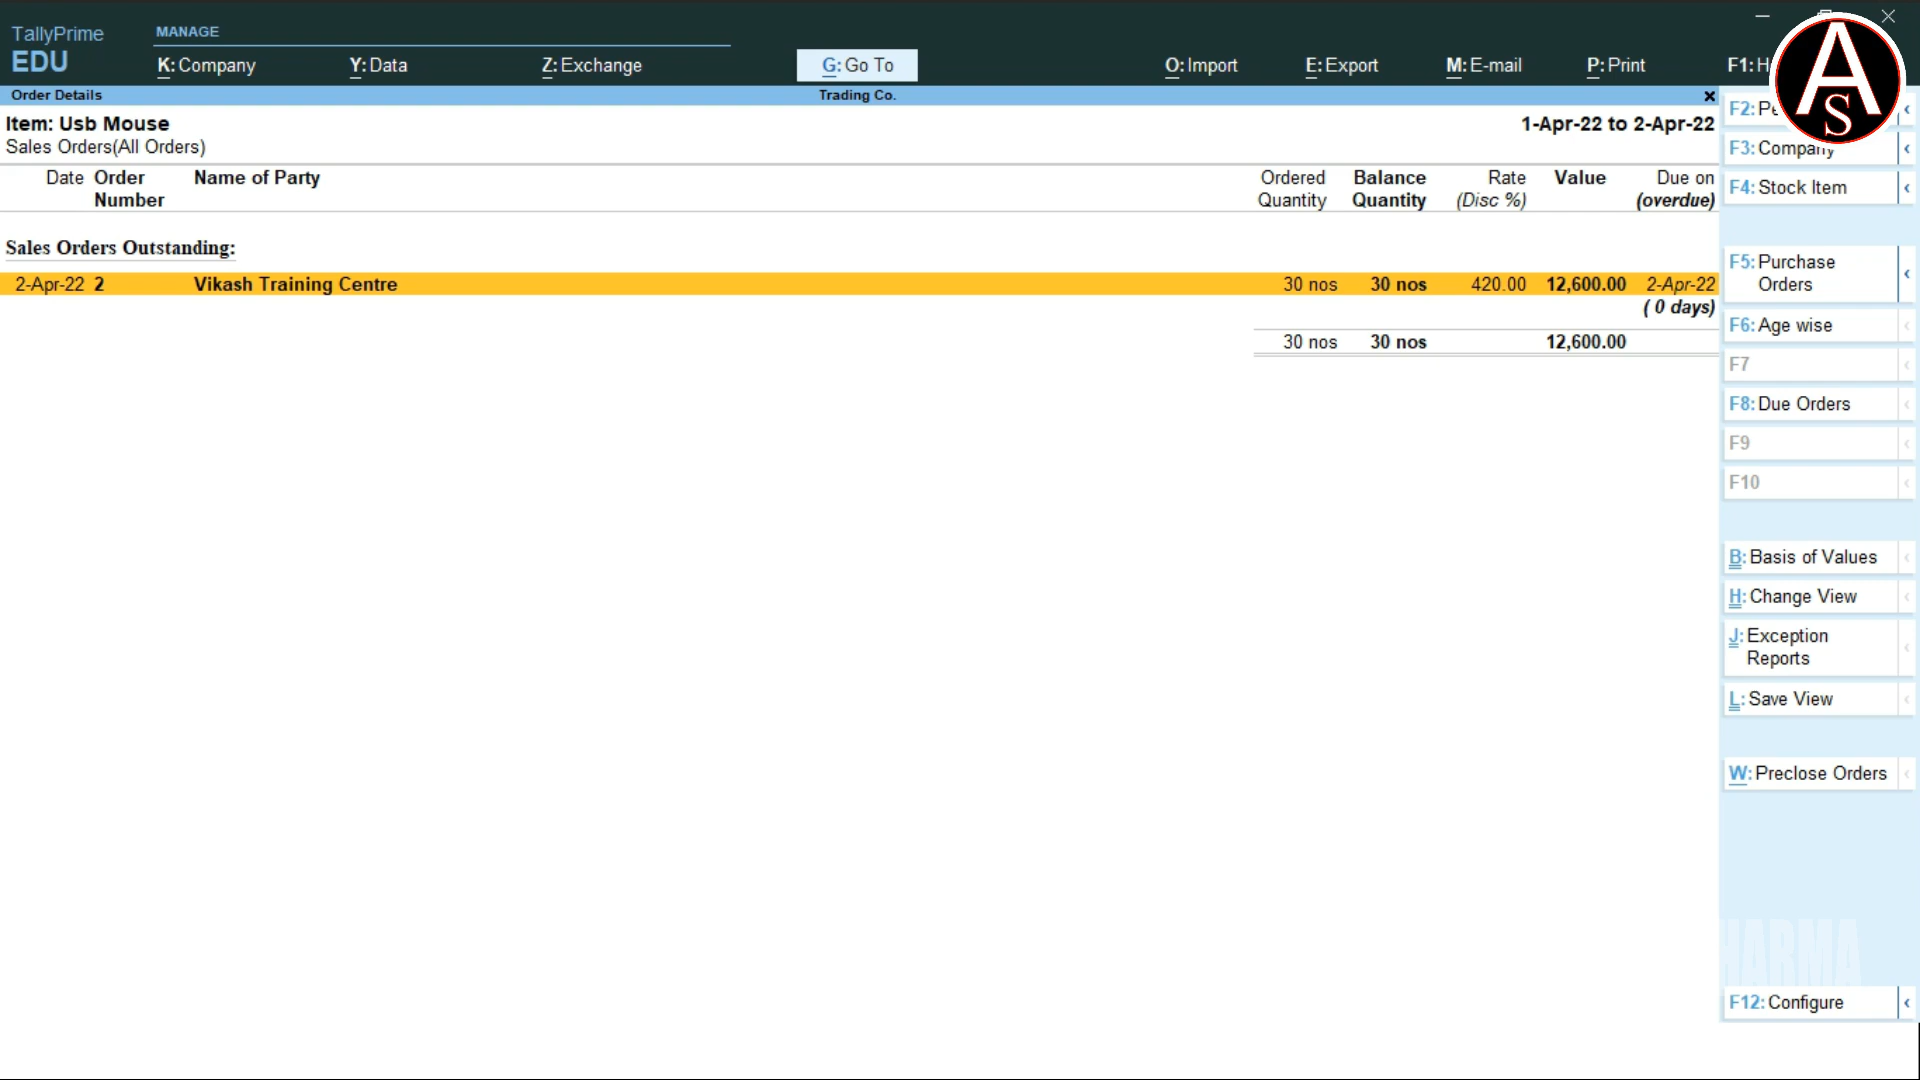 TallyPrime
EDU
MANAGE
K: Company
Y: Data
Z: Exchange
G: Go To
O: Import
E: Export
M: E-mail
P: Print
F1:
Order Details
Trading Co.
Item: Usb Mouse
1-Apr-22 to 2-Apr-22
Sales Orders(All Orders)
Date Order Number Name of Party Ordered Quantity Balance Quantity Rate (Disc %) Value Due on (overdue)
Sales Orders Outstanding:
2-Apr-22 2 Vikash Training Centre 30 nos 30 nos 420.00 12,600.00 2-Apr-22
( 0 days)
30 nos 30 nos 12,600.00
AS
F2:
F3: Company
F4: Stock Item
F5: Purchase
Orders
F6: Age wise
F7
F8: Due Orders
F9
F10
B: Basis of Values
H: Change View
J: Exception
Reports
L: Save View
W: Preclose Orders
F12: Configure